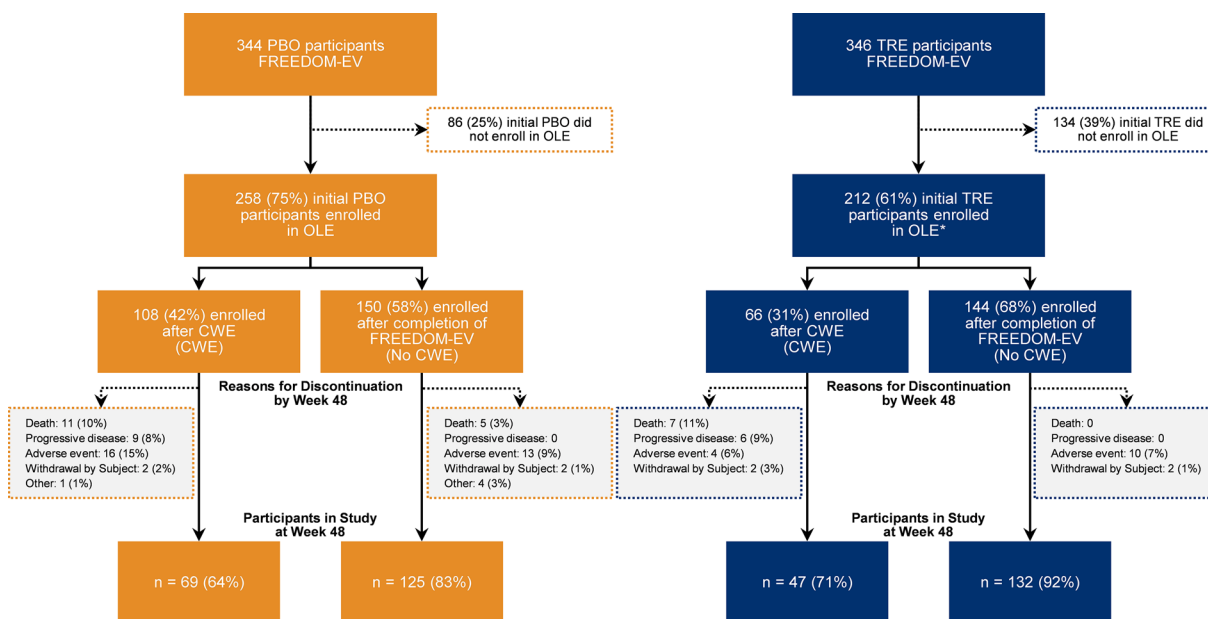 344 PBO participants
FREEDOM-EV
86 (25%) initial PBO did
not enroll in OLE
258 (75%) initial PBO
participants enrolled
in OLE
108 (42%) enrolled
after CWE
(CWE)
150 (58%) enrolled
after completion of
FREEDOM-EV
(No CWE)
Reasons for Discontinuation
by Week 48
Death: 11 (10%)
Progressive disease: 9 (8%)
Adverse event: 16 (15%)
Withdrawal by Subject: 2 (2%)
Other: 1 (1%)
Death: 5 (3%)
Progressive disease: 0
Adverse event: 13 (9%)
Withdrawal by Subject: 2 (1%)
Other: 4 (3%)
Participants in Study
at Week 48
n = 69 (64%)
n = 125 (83%)
346 TRE participants
FREEDOM-EV
134 (39%) initial TRE did
not enroll in OLE
212 (61%) initial TRE
participants enrolled
in OLE*
66 (31%) enrolled
after CWE
(CWE)
144 (68%) enrolled
after completion of
FREEDOM-EV
(No CWE)
Reasons for Discontinuation
by Week 48
Death: 7 (11%)
Progressive disease: 6 (9%)
Adverse event: 4 (6%)
Withdrawal by Subject: 2 (3%)
Death: 0
Progressive disease: 0
Adverse event: 10 (7%)
Withdrawal by Subject: 2 (1%)
Participants in Study
at Week 48
n = 47 (71%)
n = 132 (92%)